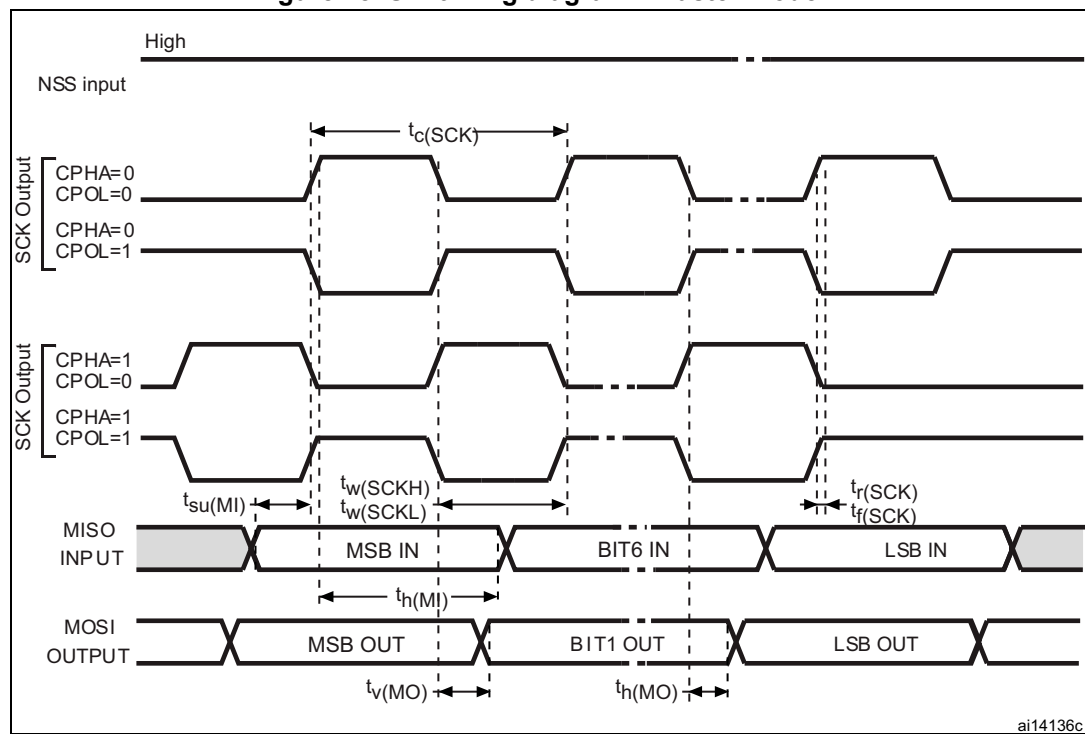 High
NSS input
tc(SCK)
SCK Output
CPHA=0
CPOL=0
CPHA=0
CPOL=1
SCK Output
CPHA=1
CPOL=0
CPHA=1
CPOL=1
tsu(MI)
tw(SCKH)
tw(SCKL)
tr(SCK)
tf(SCK)
MISO
INPUT
MSB IN
BIT6 IN
LSB IN
th(MI)
MOSI
OUTPUT
MSB OUT
BIT1 OUT
LSB OUT
tv(MO)
th(MO)
ai14136c